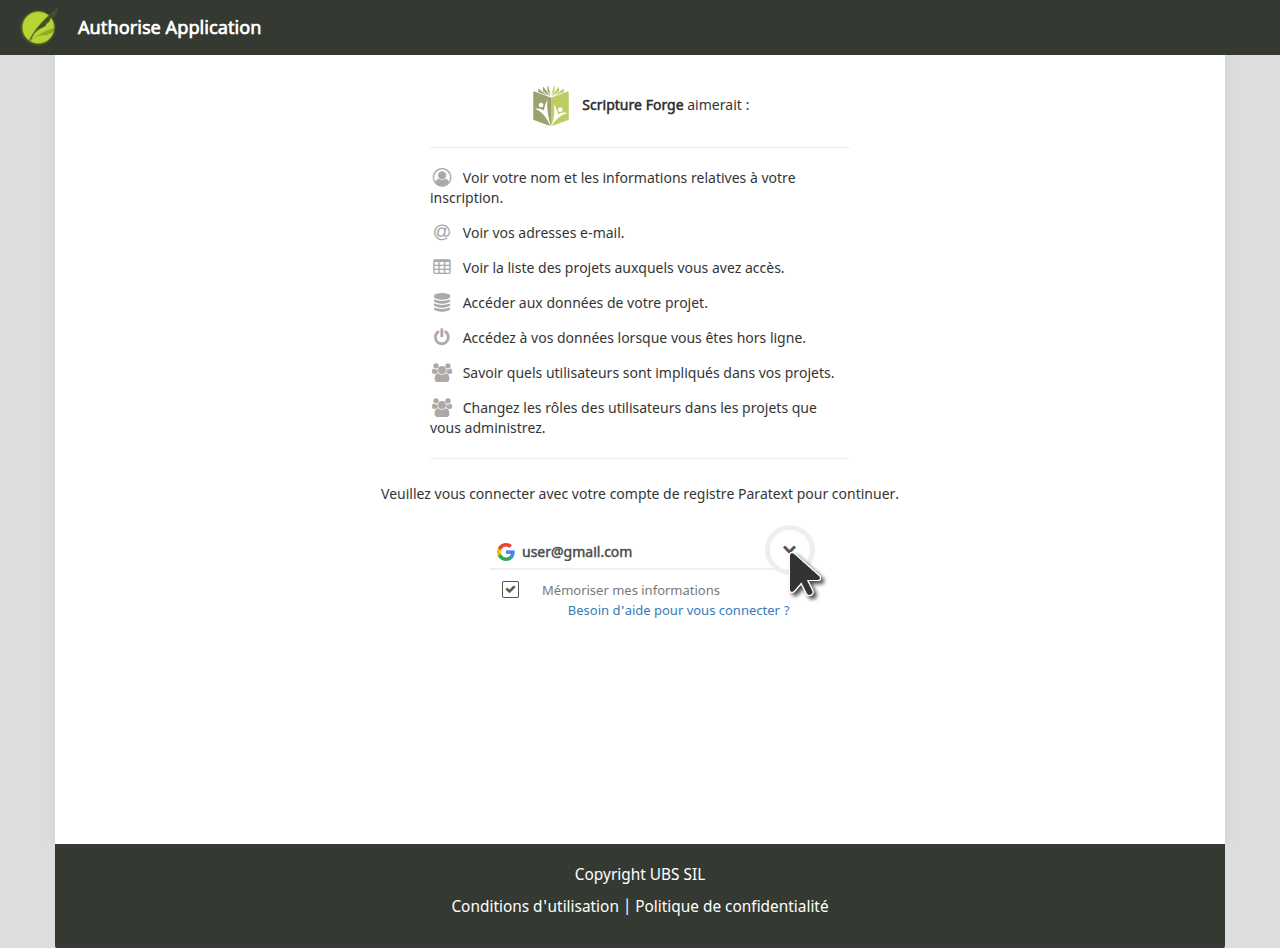 Authorise Application
Scripture Forge aimerait :
Voir votre nom et les informations relatives à votre
inscription.
Voir vos adresses e-mail.
Voir la liste des projets auxquels vous avez accès.
Accéder aux données de votre projet.
Accédez à vos données lorsque vous êtes hors ligne.
Savoir quels utilisateurs sont impliqués dans vos projets.
Changez les rôles des utilisateurs dans les projets que
vous administrez.
Veuillez vous connecter avec votre compte de registre Paratext pour continuer.
user@gmail.com
Mémoriser mes informations
Besoin d'aide pour vous connecter ?
Copyright UBS SIL
Conditions d'utilisation | Politique de confidentialité